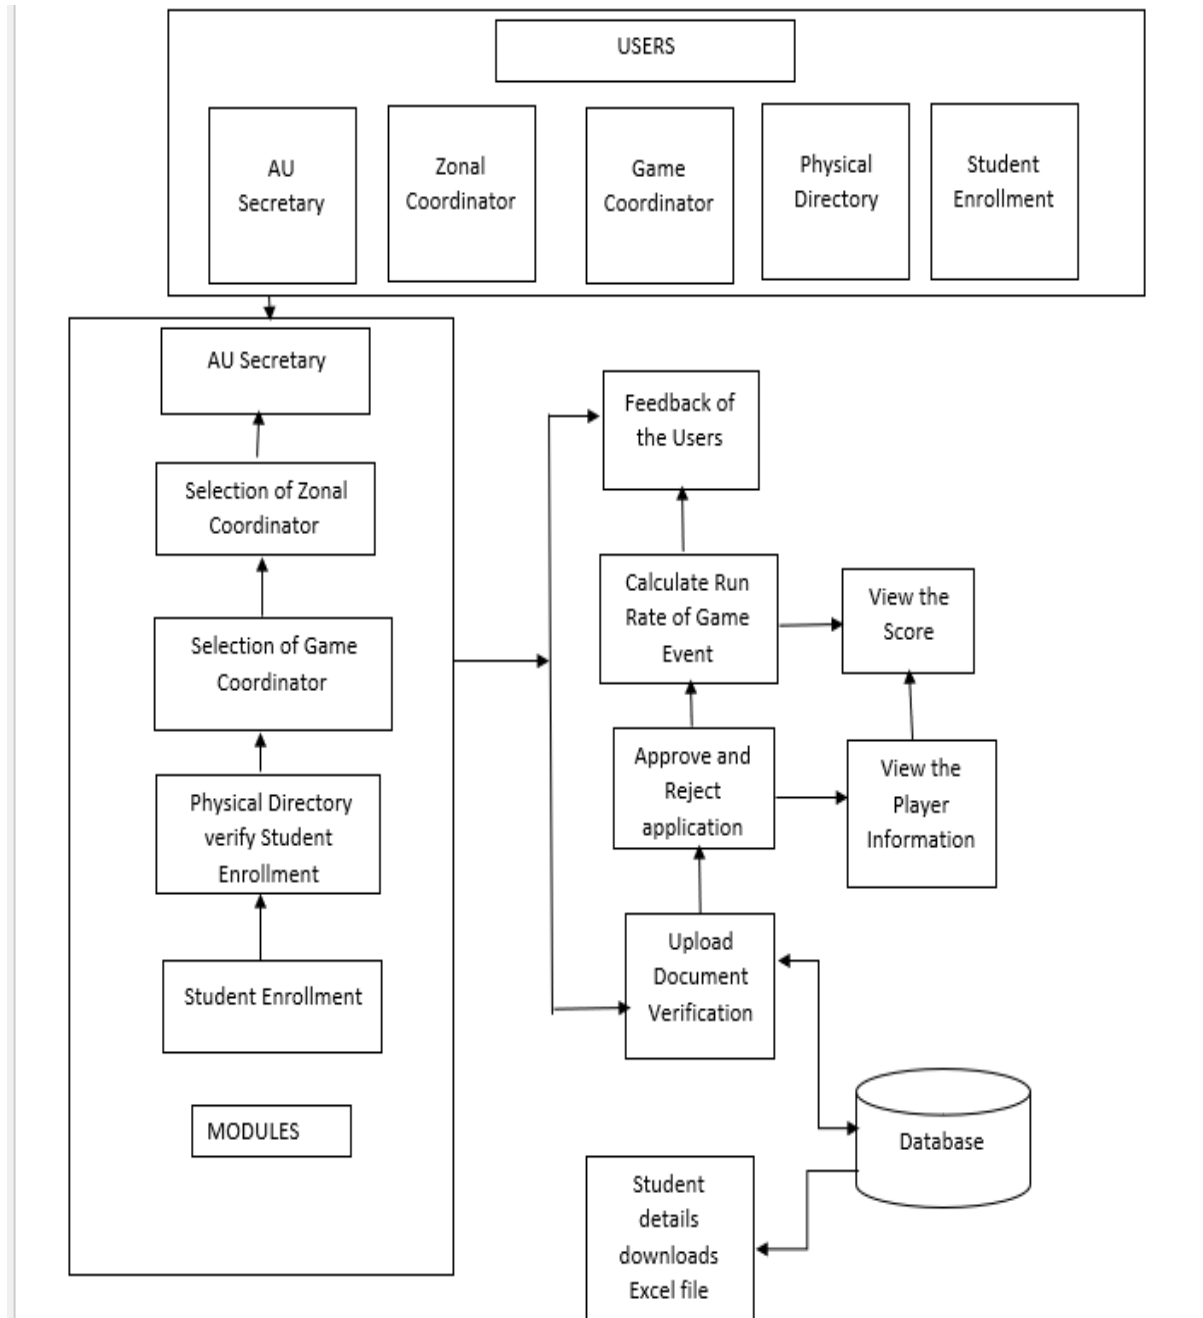 USERS
AU
Secretary
Zonal
Coordinator
Game
Coordinator
Physical
Directory
Student
Enrollment
AU Secretary
Selection of Zonal
Coordinator
Selection of Game
Coordinator
Physical Directory
verify Student
Enrollment
Student Enrollment
MODULES
Feedback of
the Users
Calculate Run
Rate of Game
Event
View the
Score
Approve and
Reject
application
View the
Player
Information
Upload
Document
Verification
Database
Student
details
downloads
Excel file